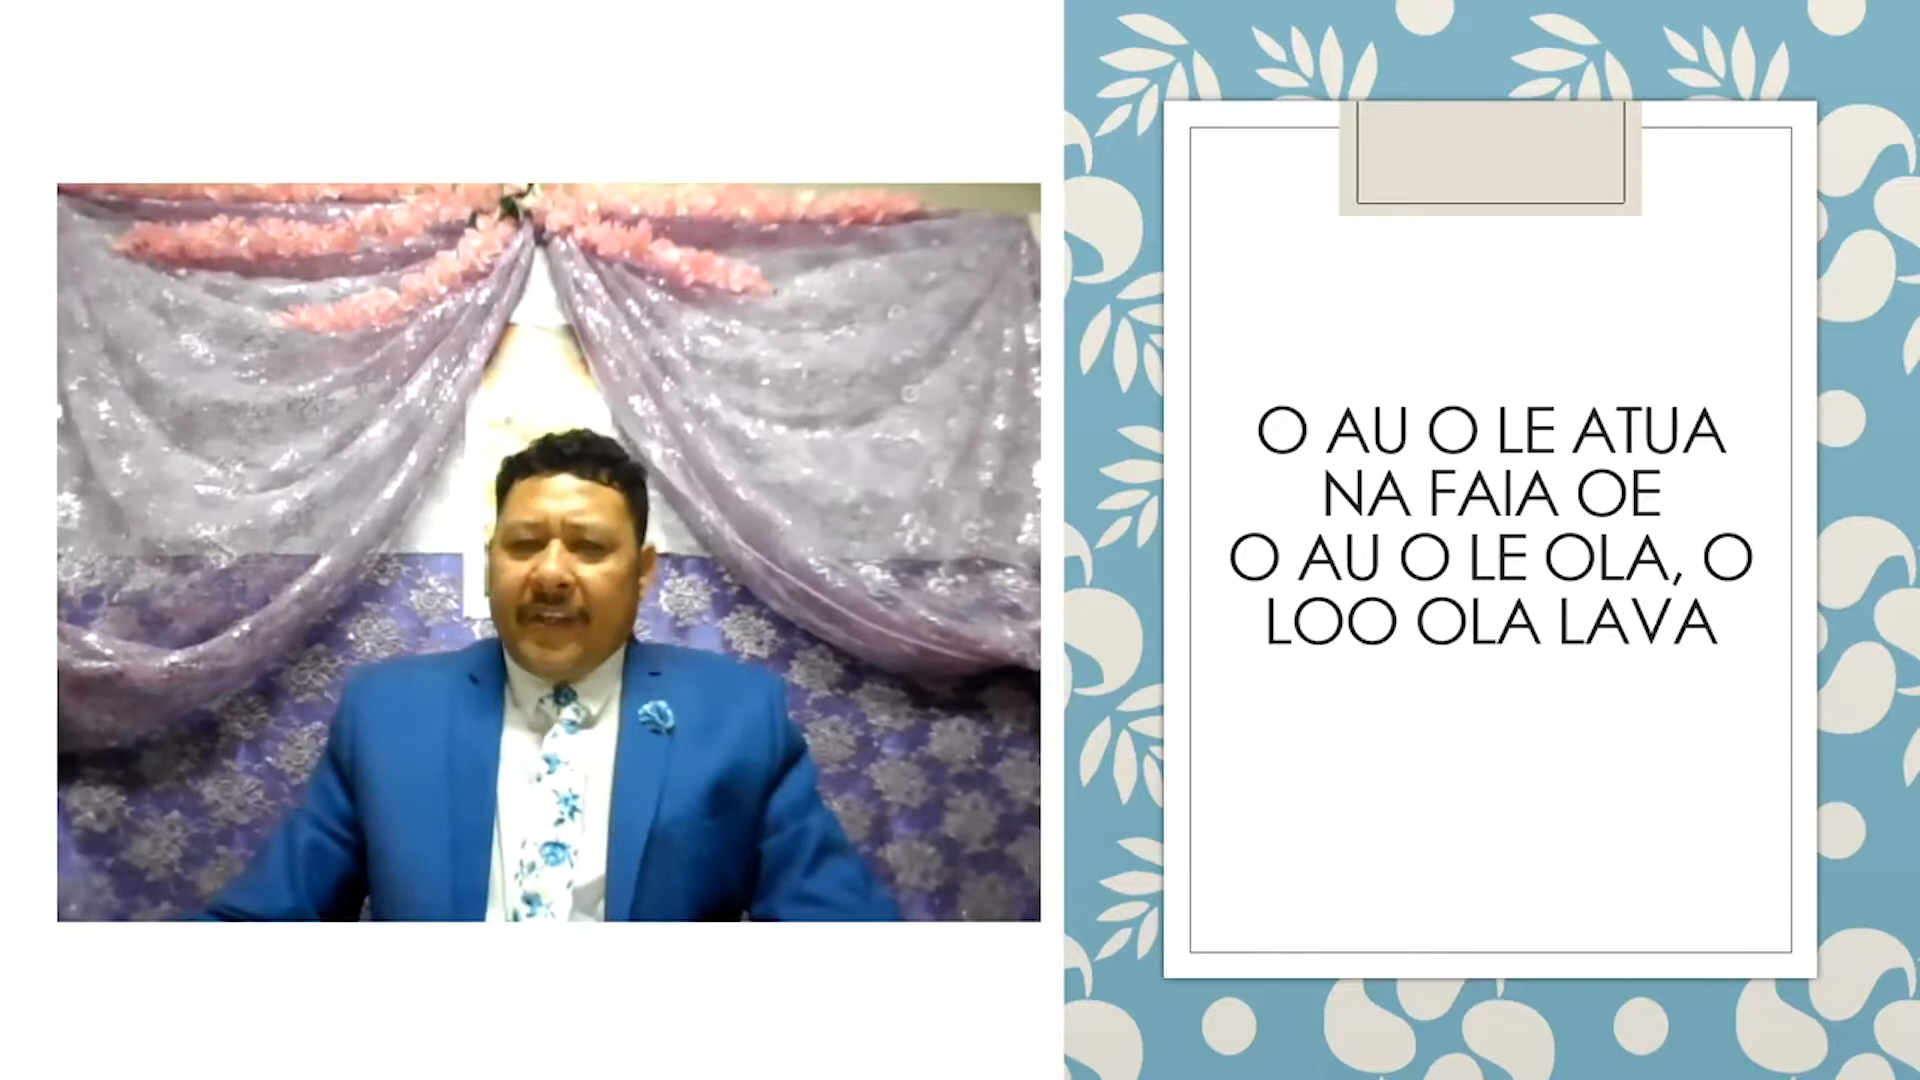 O AU O LE ATUA
NA FAIA OE
O AU O LE OLA, O
LOO OLA LAVA